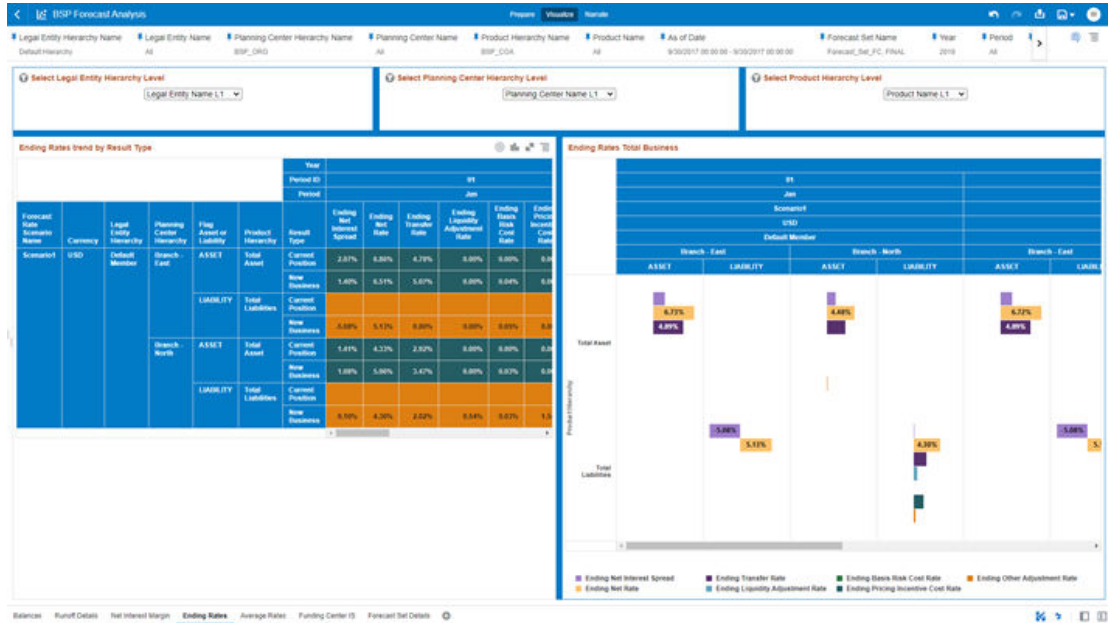 BSP Forecast Analysis
Prepare Visualize Narrate
Legal Entity Hierarchy Name Legal Entity Name Planning Center Hierarchy Name Planning Center Name Product Hierarchy Name Product Name As of Date Forecast Set Name Year Period
Default Hierarchy All BSP_ORG All BSP_COA All 9/30/2017 00:00:00 - 9/30/2017 00:00:00 Forecast_Set_FC, FINAL 2018 All
Select Legal Entity Hierarchy Level
Legal Entity Name L1
Select Planning Center Hierarchy Level
Planning Center Name L1
Select Product Hierarchy Level
Product Name L1
Ending Rates trend by Result Type
Year
Period ID 01
Period Jan
Forecast Rate Scenario Name Currency Legal Entity Hierarchy Planning Center Hierarchy Flag Asset or Liability Product Hierarchy Result Type Ending Net Interest Spread Ending Net Rate Ending Transfer Rate Ending Liquidity Adjustment Rate Ending Basis Risk Cost Rate
Scenario1 USD Default Member Branch - East ASSET Total Asset Current Position 2.07% 6.86% 4.78% 0.00% 0.00%
New Business 1.40% 6.51% 5.07% 0.00% 0.04%
LIABILITY Total Liabilities Current Position
New Business -5.08% 5.13% 0.00% 0.00% 0.05%
Branch - North ASSET Total Asset Current Position 1.41% 4.33% 2.92% 0.00% 0.00%
New Business 1.08% 5.06% 3.47% 0.00% 0.03%
LIABILITY Total Liabilities Current Position
New Business 0.10% 4.30% 2.82% 0.64% 0.03%
Ending Rates Total Business
01
Jan
Scenario1
USD
Default Member
Branch - East Branch - North Branch - East
ASSET LIABILITY ASSET LIABILITY ASSET
Product Hierarchy
Total Asset
6.73% 4.48% 6.72%
4.89% 4.89%
Total Liabilities
-5.08% -5.08%
5.13% 4.30%
Ending Net Interest Spread Ending Transfer Rate Ending Basis Risk Cost Rate Ending Other Adjustment Rate
Ending Net Rate Ending Liquidity Adjustment Rate Ending Pricing Incentive Cost Rate
Balances Runoff Details Net Interest Margin Ending Rates Average Rates Funding Center IS Forecast Set Details